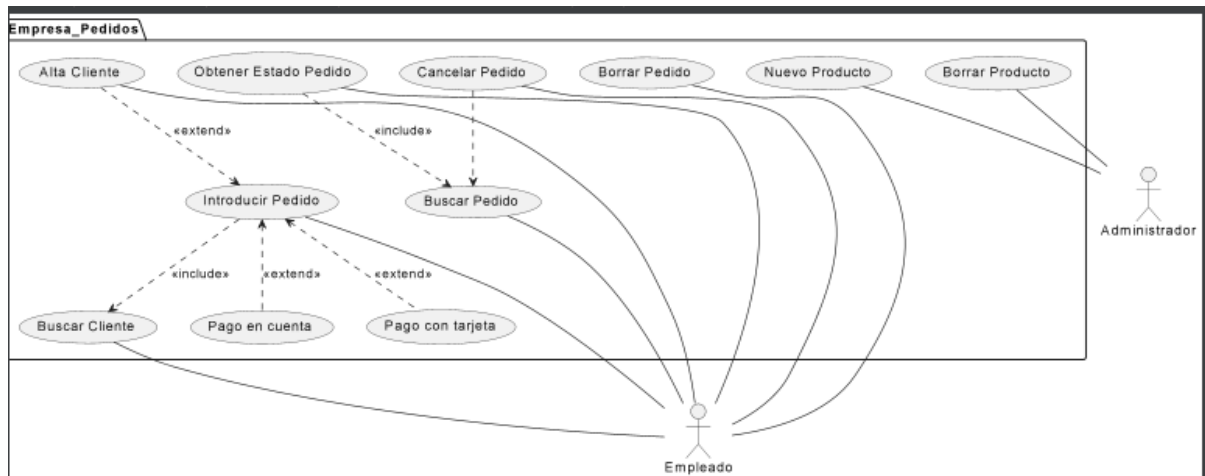 Empresa_Pedidos
Alta Cliente
Obtener Estado Pedido
Cancelar Pedido
Borrar Pedido
Nuevo Producto
Borrar Producto
«extend»
«include»
Introducir Pedido
Buscar Pedido
Administrador
«include»
«extend»
«extend»
Buscar Cliente
Pago en cuenta
Pago con tarjeta
Empleado